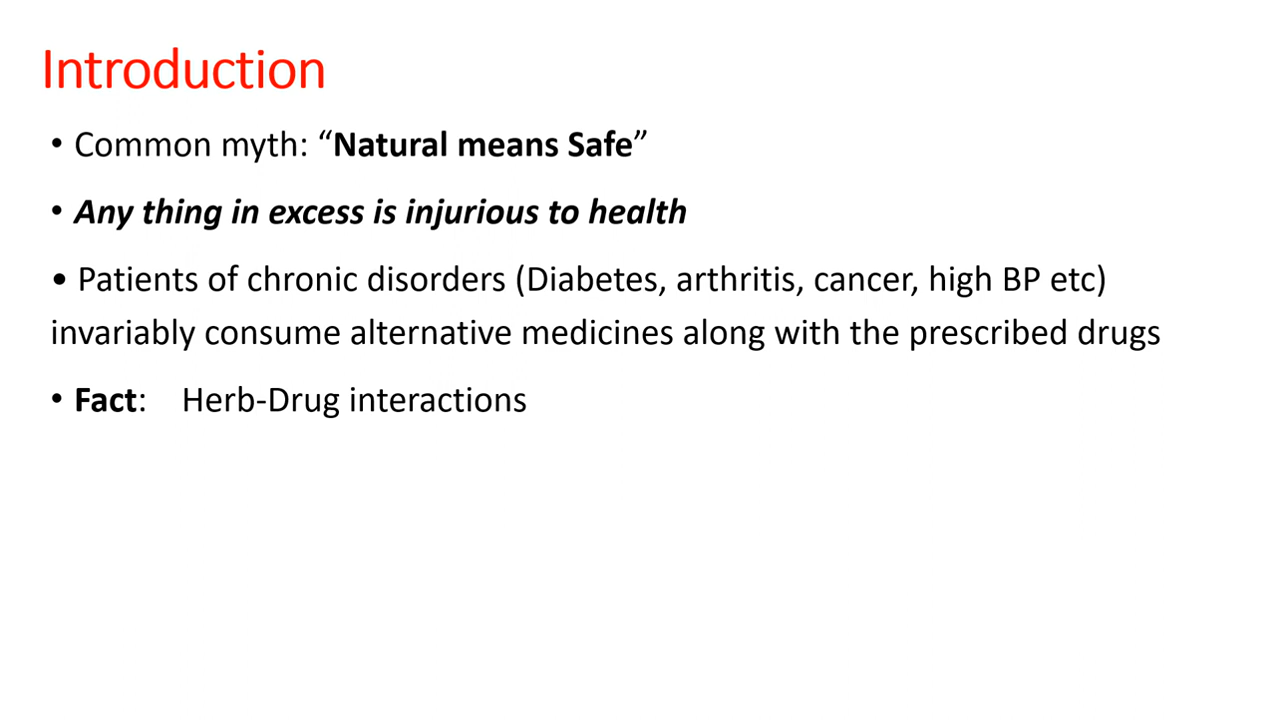 Introduction
• Common myth: “Natural means Safe”
• Any thing in excess is injurious to health
• Patients of chronic disorders (Diabetes, arthritis, cancer, high BP etc)
invariably consume alternative medicines along with the prescribed drugs
• Fact: Herb-Drug interactions